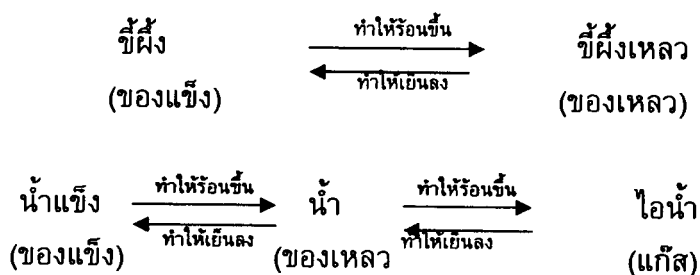 ขี้ผึ้ง ทำให้ร้อนขึ้น ขี้ผึ้งเหลว
ทำให้เย็นลง
(ของแข็ง) (ของเหลว)
น้ำแข็ง ทำให้ร้อนขึ้น น้ำ ทำให้ร้อนขึ้น ไอน้ำ
ทำให้เย็นลง ทำให้เย็นลง
(ของแข็ง) (ของเหลว (แก๊ส)